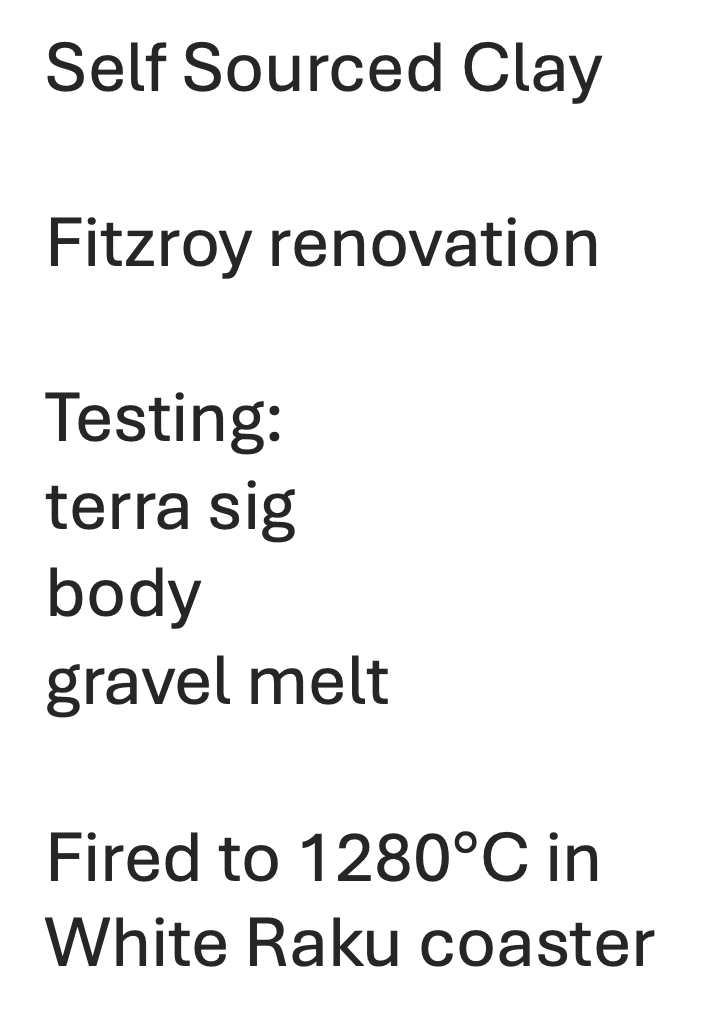 Self Sourced Clay
Fitzroy renovation
Testing:
terra sig
body
gravel melt
Fired to 1280°C in
White Raku coaster